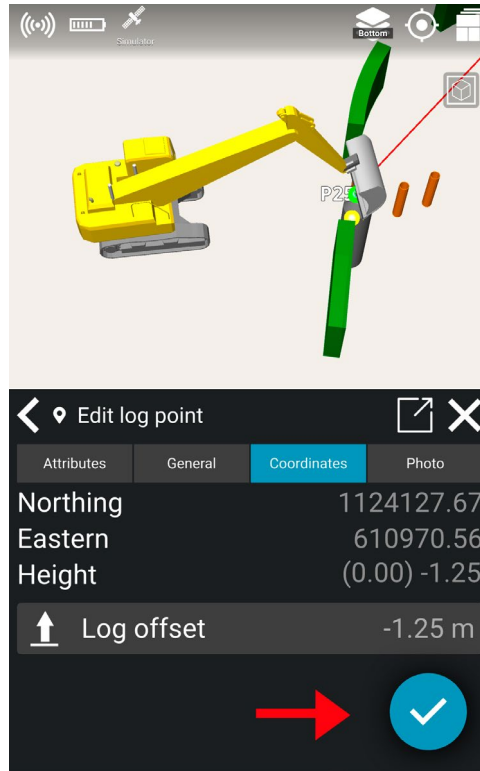 Simulator
Bottom
P25
Edit log point
Attributes General Coordinates Photo
Northing 1124127.67
Eastern 610970.56
Height (0.00) -1.25
Log offset -1.25 m